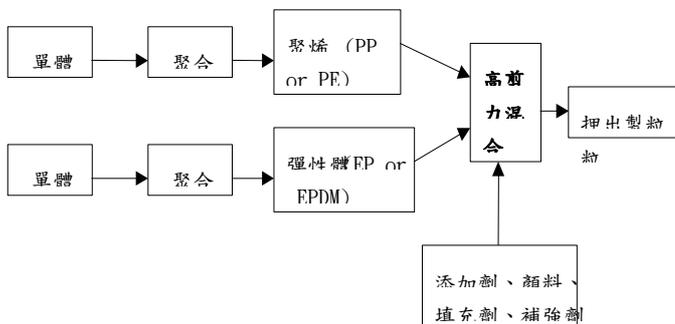 單體
聚合
聚烯 (PP
or PE)
高剪
力混
合
押出製粒
粒
單體
聚合
彈性體(EP or
EPDM)
添加劑、顏料、
填充劑、補強劑